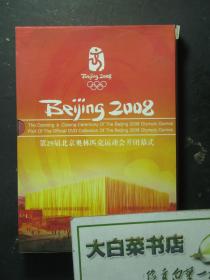 Beijing 2008
Beijing 2008
The Opening & Closing Ceremony Of The Beijing 2008 Olympic Games
Part Of The Official DVD Collection Of The Beijing 2008 Olympic Games
第29届北京奥林匹克运动会开闭幕式
大白菜书店